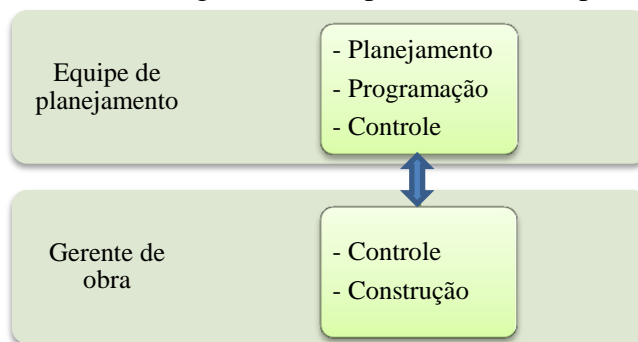 Equipe de
planejamento
- Planejamento
- Programação
- Controle
Gerente de
obra
- Controle
- Construção